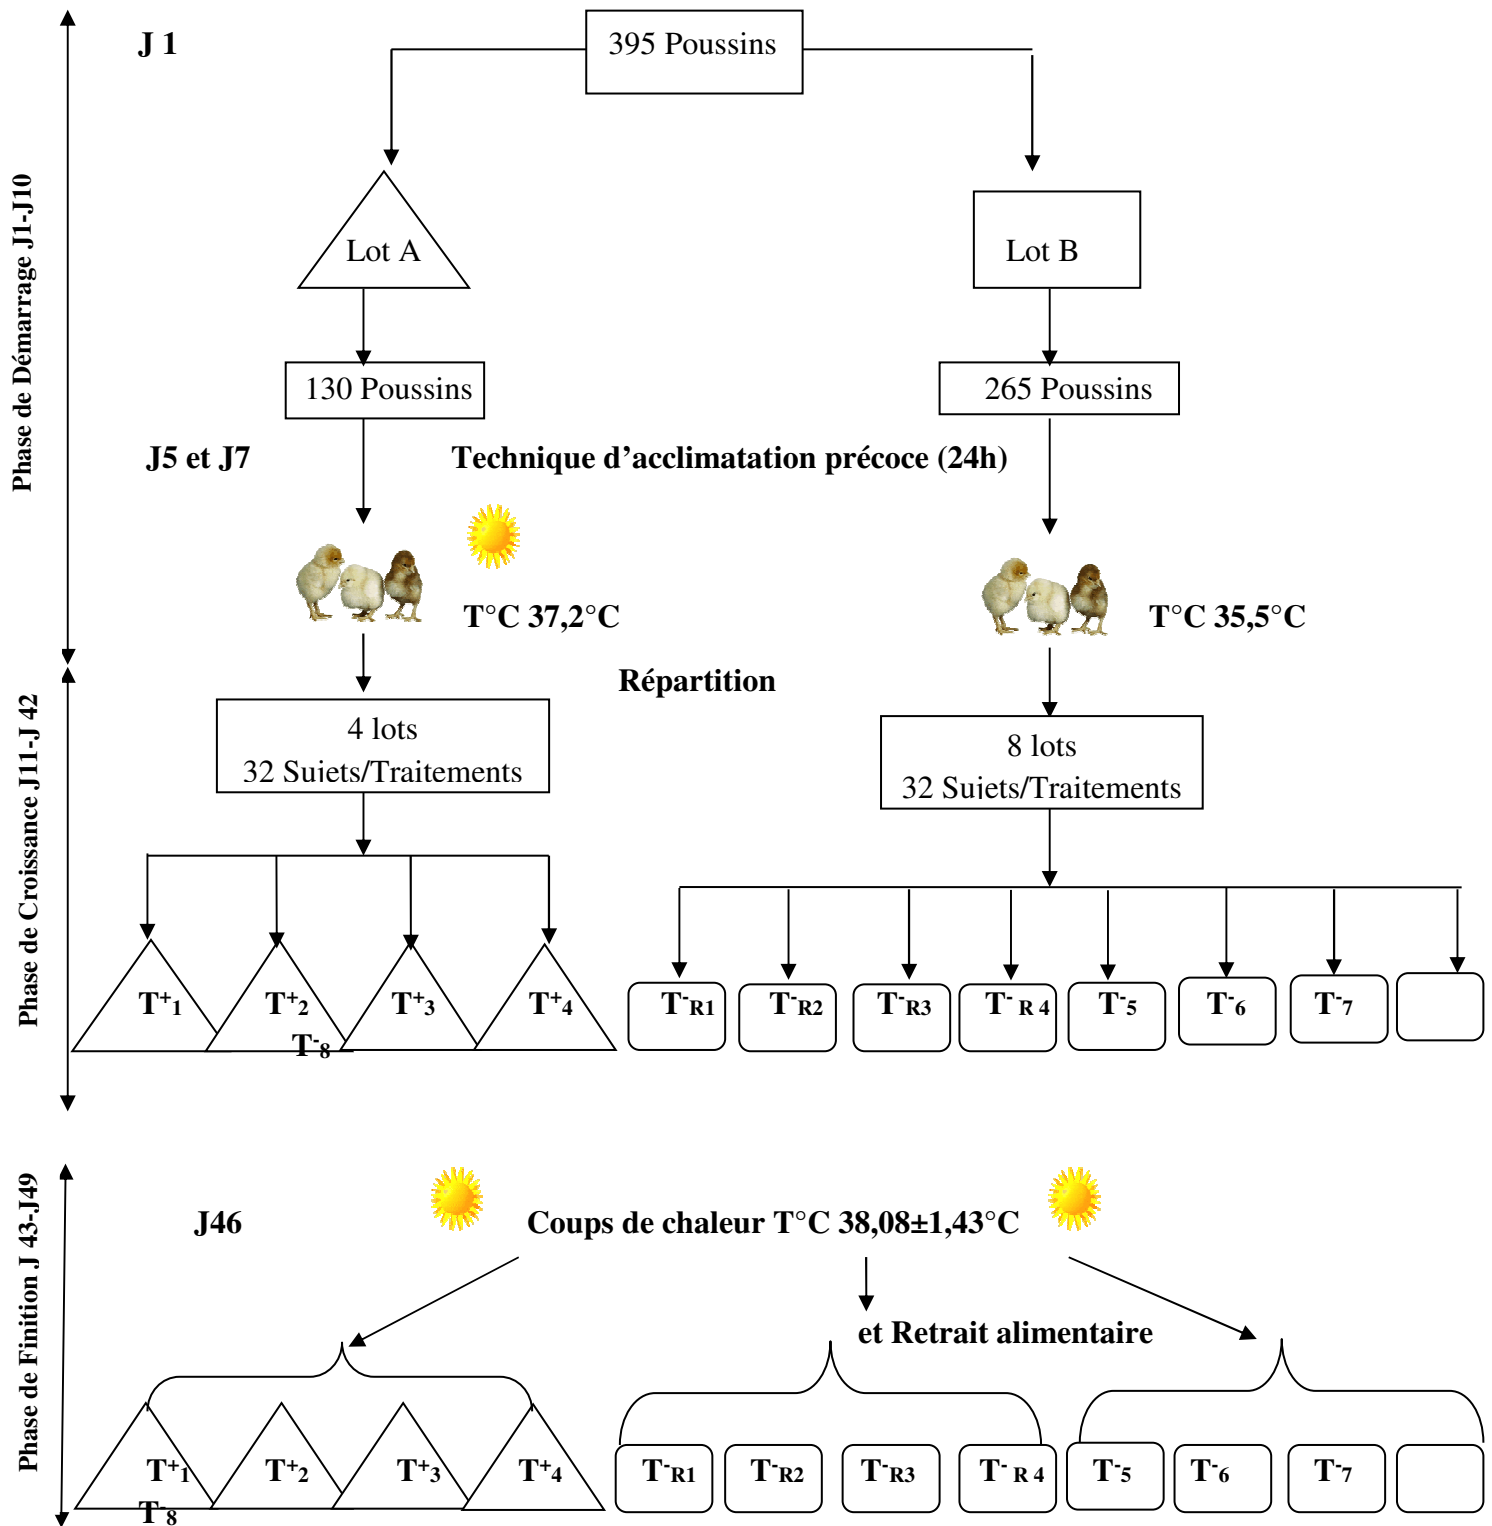 J 1
395 Poussins
Phase de Démarrage J1-J10
Lot A
Lot B
130 Poussins
265 Poussins
J5 et J7
Technique d’acclimatation précoce (24h)
T°C 37,2°C
T°C 35,5°C
Répartition
Phase de Croissance J11-J 42
4 lots
32 Sujets/Traitements
8 lots
32 Sujets/Traitements
T+1 T+2 T+3 T+4 T-R1 T-R2 T-R3 T-R 4 T-5 T-6 T-7
T-8
Phase de Finition J 43-J49
J46
Coups de chaleur T°C 38,08±1,43°C
et Retrait alimentaire
T+1 T+2 T+3 T+4 T-R1 T-R2 T-R3 T-R 4 T-5 T-6 T-7
T-8